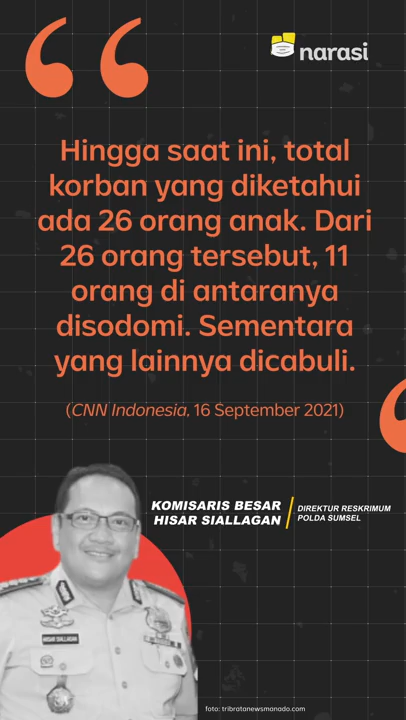 narasi
Hingga saat ini, total
korban yang diketahui
ada 26 orang anak. Dari
26 orang tersebut, 11
orang di antaranya
disodomi. Sementara
yang lainnya dicabuli.
(CNN Indonesia, 16 September 2021)
KOMISARIS BESAR
HISAR SIALLAGAN
DIREKTUR RESKRIMUM
POLDA SUMSEL
HISAR SIALLAGAN
foto: tribratanewsmanado.com